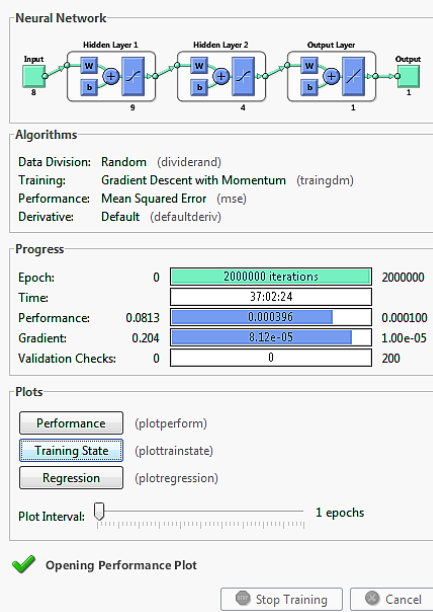 Neural Network
Hidden Layer 1 Hidden Layer 2 Output Layer
Input Output
W W W
+ + +
b b b
8 9 4 1 1
Algorithms
Data Division: Random (dividerand)
Training: Gradient Descent with Momentum (traingdm)
Performance: Mean Squared Error (mse)
Derivative: Default (defaultderiv)
Progress
Epoch: 0 2000000 iterations 2000000
Time: 37:02:24
Performance: 0.0813 0.000396 0.000100
Gradient: 0.204 8.12e-05 1.00e-05
Validation Checks: 0 0 200
Plots
Performance (plotperform)
Training State (plottrainstate)
Regression (plotregression)
Plot Interval: 1 epochs
Opening Performance Plot
Stop Training Cancel